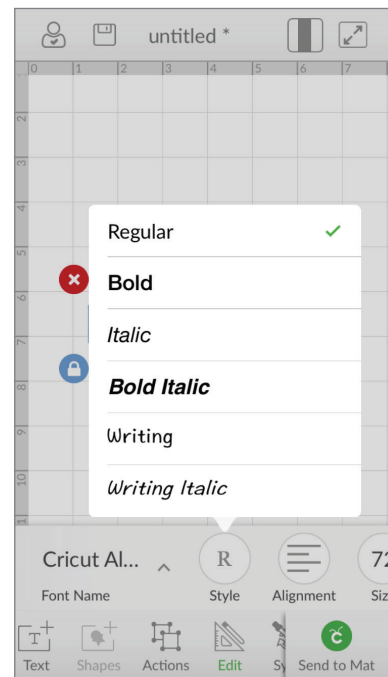 untitled *
0 1 2 3 4 5 6 7
2
3
4
5
6
7
8
9
10
Regular
Bold
Italic
Bold Italic
Writing
Writing Italic
Cricut Al...
R
72
Font Name
Style
Alignment
Siz
T
Text
Shapes
Actions
Edit
Sy
Send to Mat